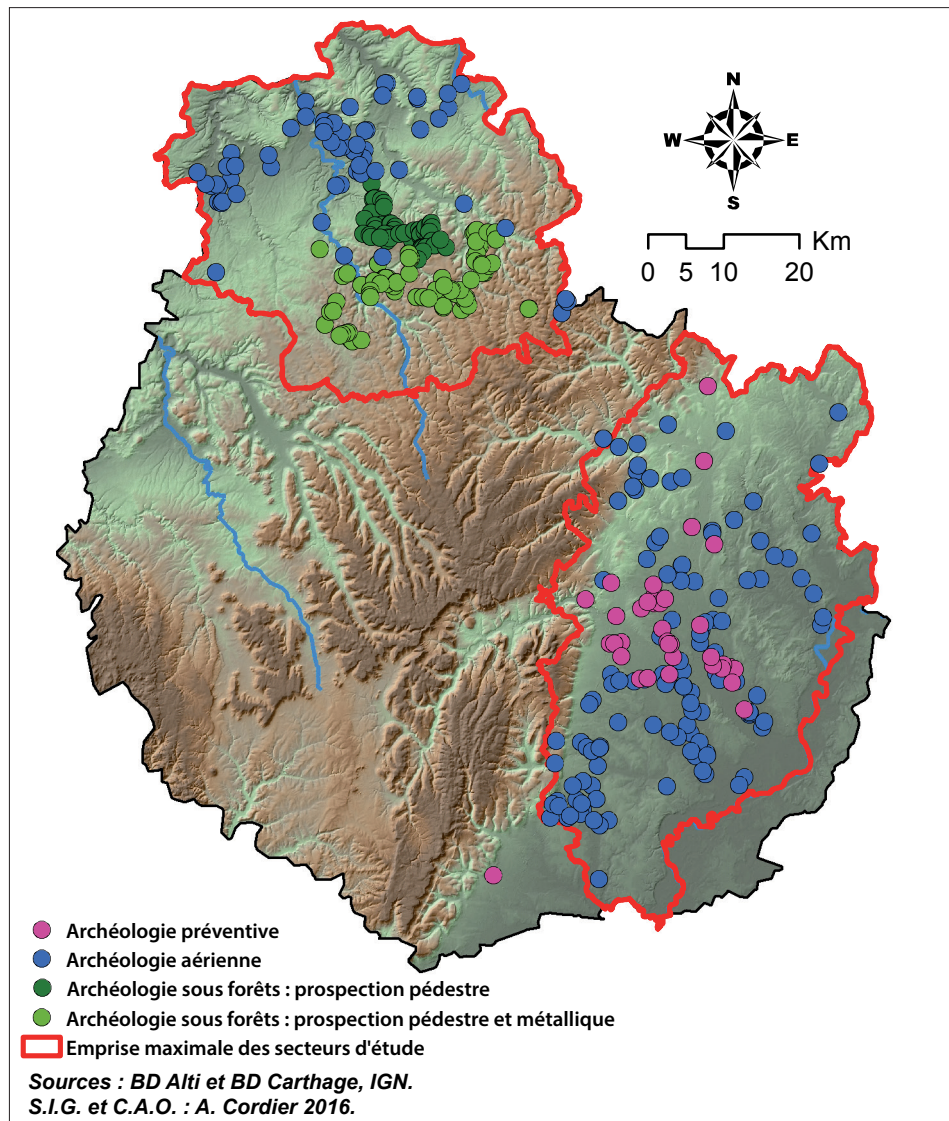 N
W E
S
Km
0 5 10 20
Archéologie préventive
Archéologie aérienne
Archéologie sous forêts : prospection pédestre
Archéologie sous forêts : prospection pédestre et métallique
Emprise maximale des secteurs d'étude
Sources : BD Alti et BD Carthage, IGN.
S.I.G. et C.A.O. : A. Cordier 2016.